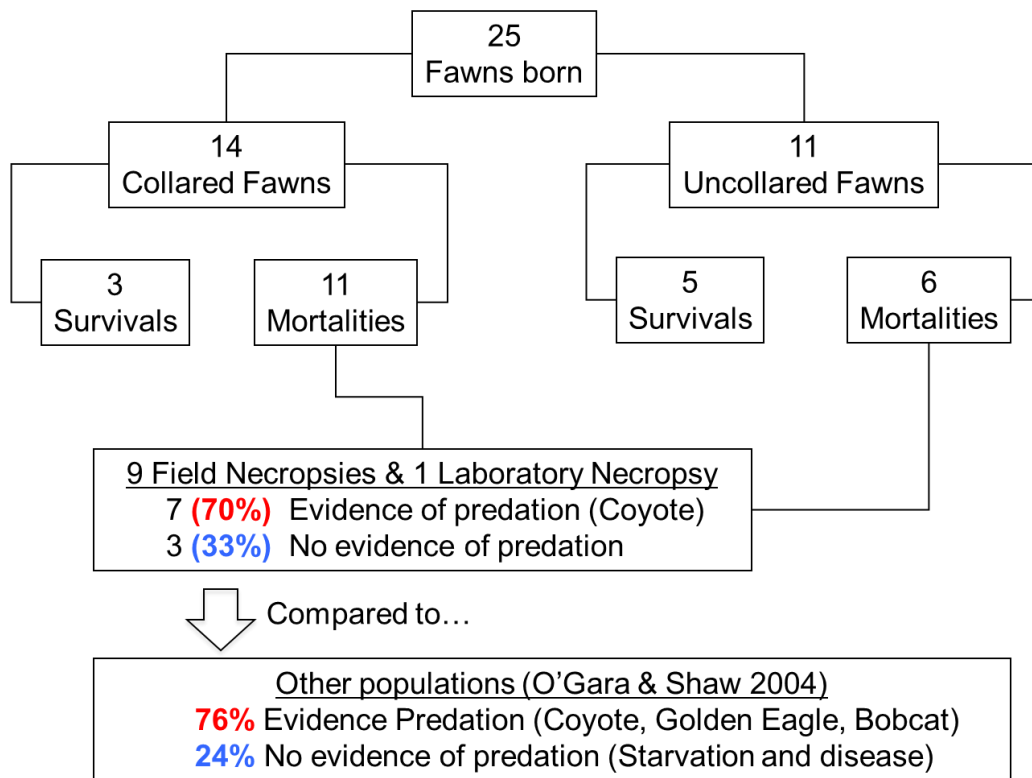 25
Fawns born
14
Collared Fawns
11
Uncollared Fawns
3
Survivals
11
Mortalities
5
Survivals
6
Mortalities
9 Field Necropsies & 1 Laboratory Necropsy
7 (70%) Evidence of predation (Coyote)
3 (33%) No evidence of predation
Compared to…
Other populations (O'Gara & Shaw 2004)
76% Evidence Predation (Coyote, Golden Eagle, Bobcat)
24% No evidence of predation (Starvation and disease)